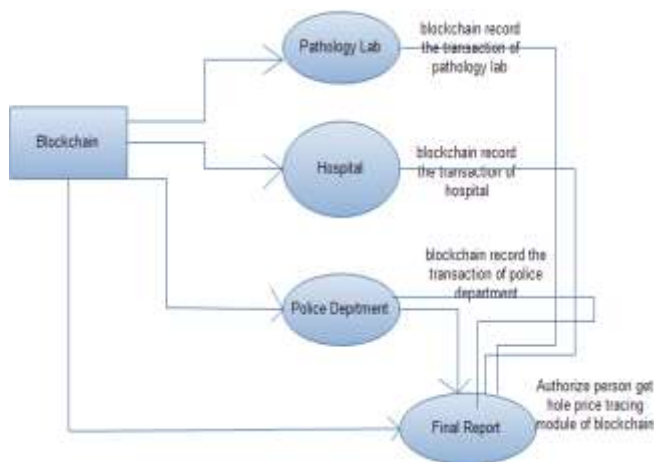 Pathology Lab
blockchain record
the transaction of
pathology lab
Blockchain
Hospital
blockchain record
the transaction of
hospital
blockchain record the
transaction of police
department
Police Depitment
Authorize person get
hole price tracing
module of blockchain
Final Report